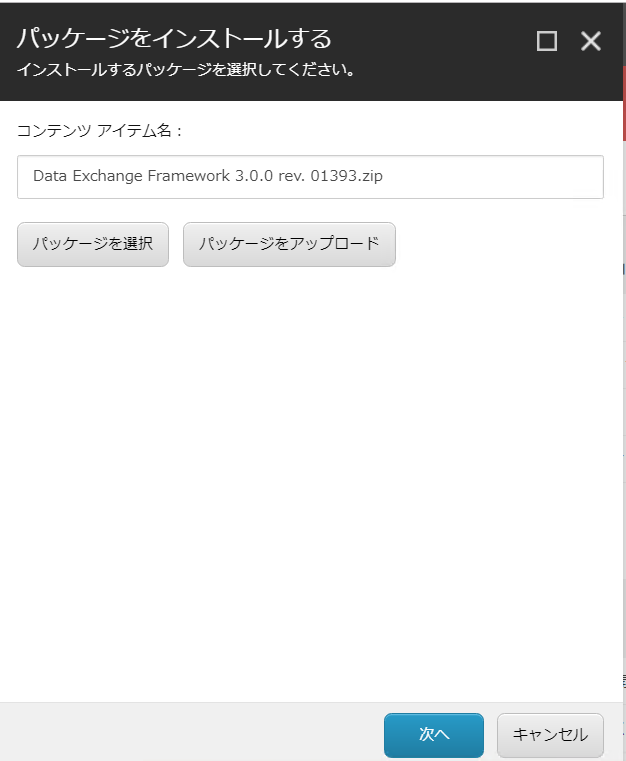 パッケージをインストールする
インストールするパッケージを選択してください。
コンテンツ アイテム名：
Data Exchange Framework 3.0.0 rev. 01393.zip
パッケージを選択 パッケージをアップロード
次へ キャンセル